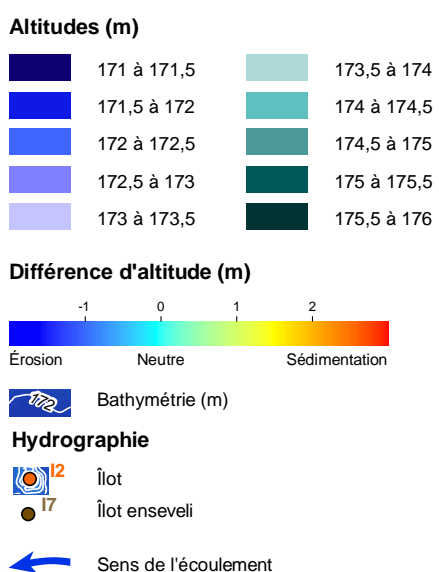 Altitudes (m)
171 à 171,5
173,5 à 174
171,5 à 172
174 à 174,5
172 à 172,5
174,5 à 175
172,5 à 173
175 à 175,5
173 à 173,5
175,5 à 176
Différence d'altitude (m)
-1 0 1 2
Érosion Neutre Sédimentation
172 Bathymétrie (m)
Hydrographie
I2 Îlot
I7 Îlot enseveli
Sens de l'écoulement